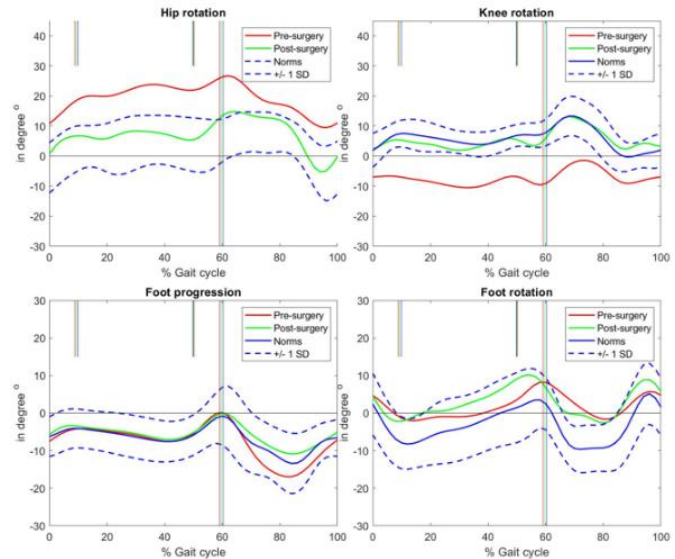 Hip rotation
Pre-surgery
Post-surgery
Norms
+/- 1 SD
40
30
20
10
0
-10
-20
-30
in degree °
0 20 40 60 80 100
% Gait cycle
Knee rotation
Pre-surgery
Post-surgery
Norms
+/- 1 SD
40
30
20
10
0
-10
-20
-30
in degree °
0 20 40 60 80 100
% Gait cycle
Foot progression
Pre-surgery
Post-surgery
Norms
+/- 1 SD
30
20
10
0
-10
-20
-30
in degree °
0 20 40 60 80 100
% Gait cycle
Foot rotation
Pre-surgery
Post-surgery
Norms
+/- 1 SD
30
20
10
0
-10
-20
-30
in degree °
0 20 40 60 80 100
% Gait cycle